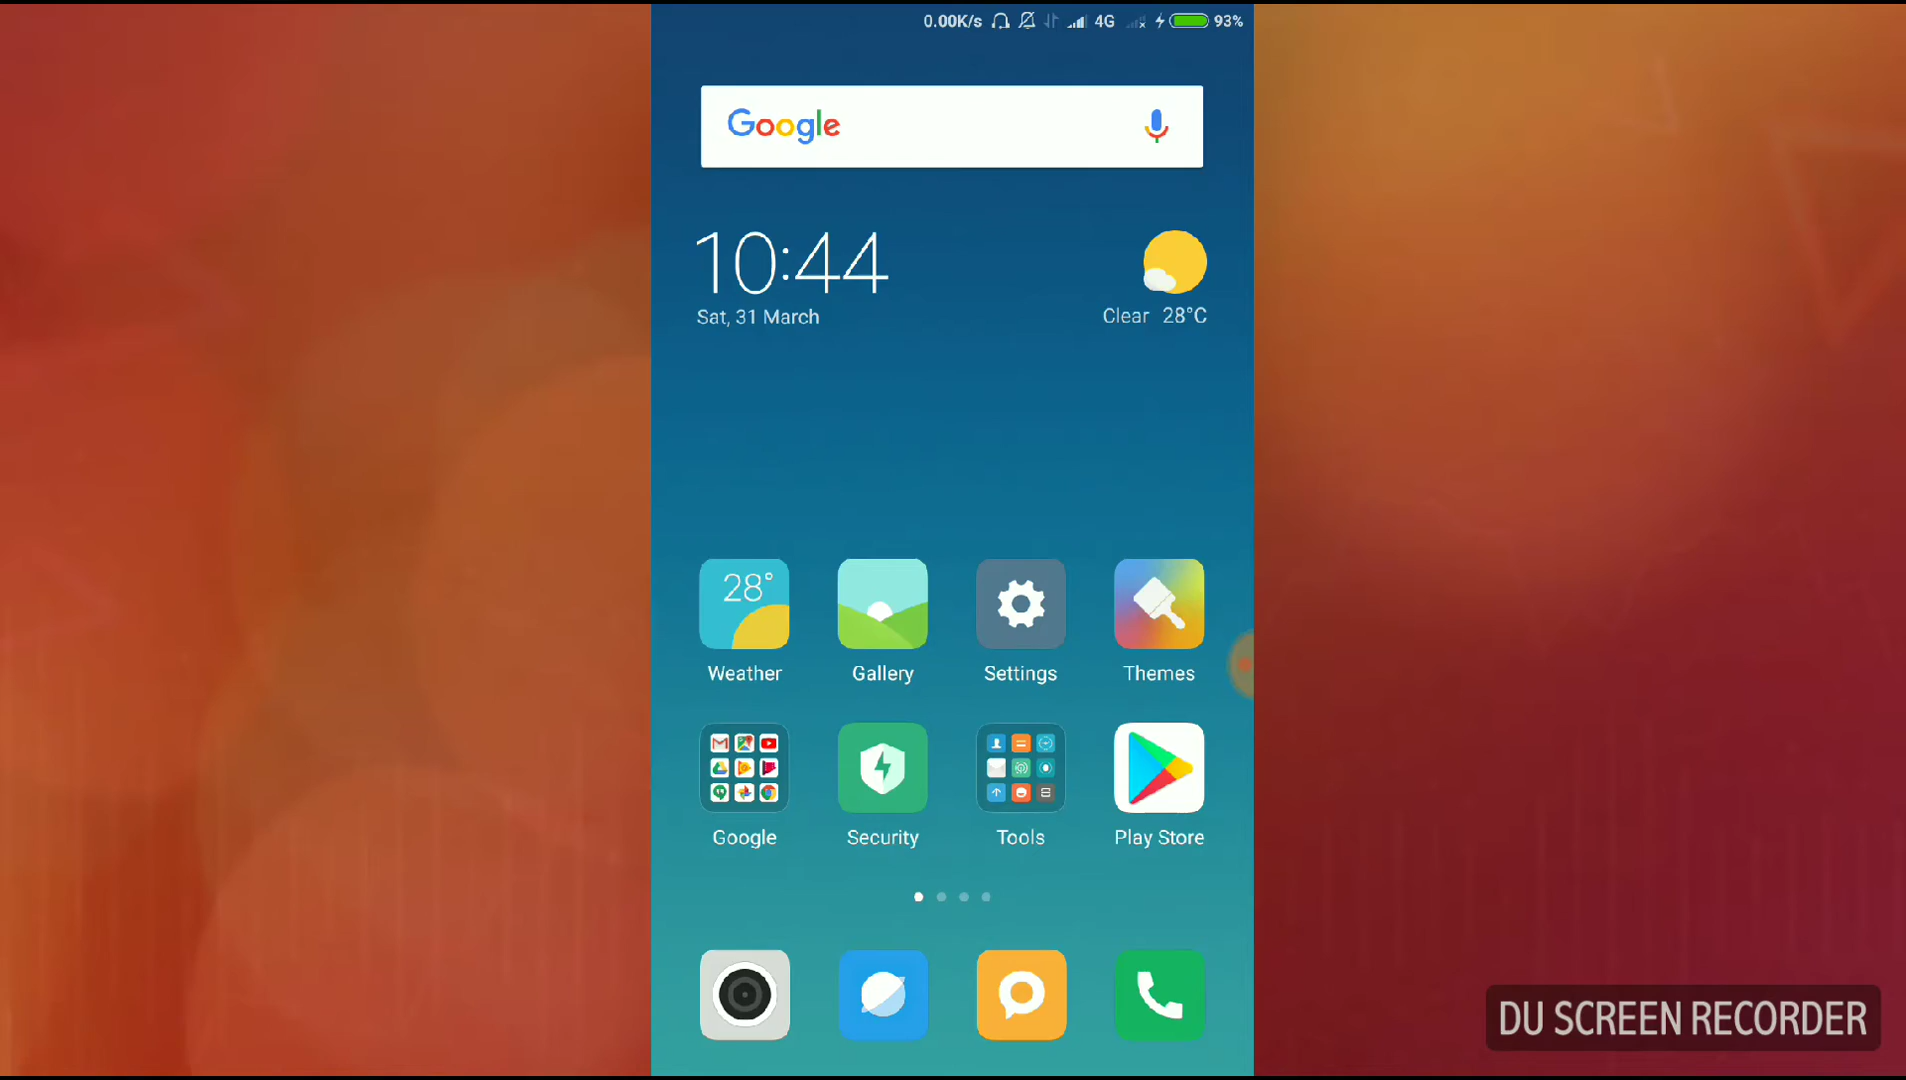 0.00K/s 4G 93%
Google
10:44
Sat, 31 March
Clear 28°C
28°
Weather Gallery Settings Themes
Google Security Tools Play Store
DU SCREEN RECORDER